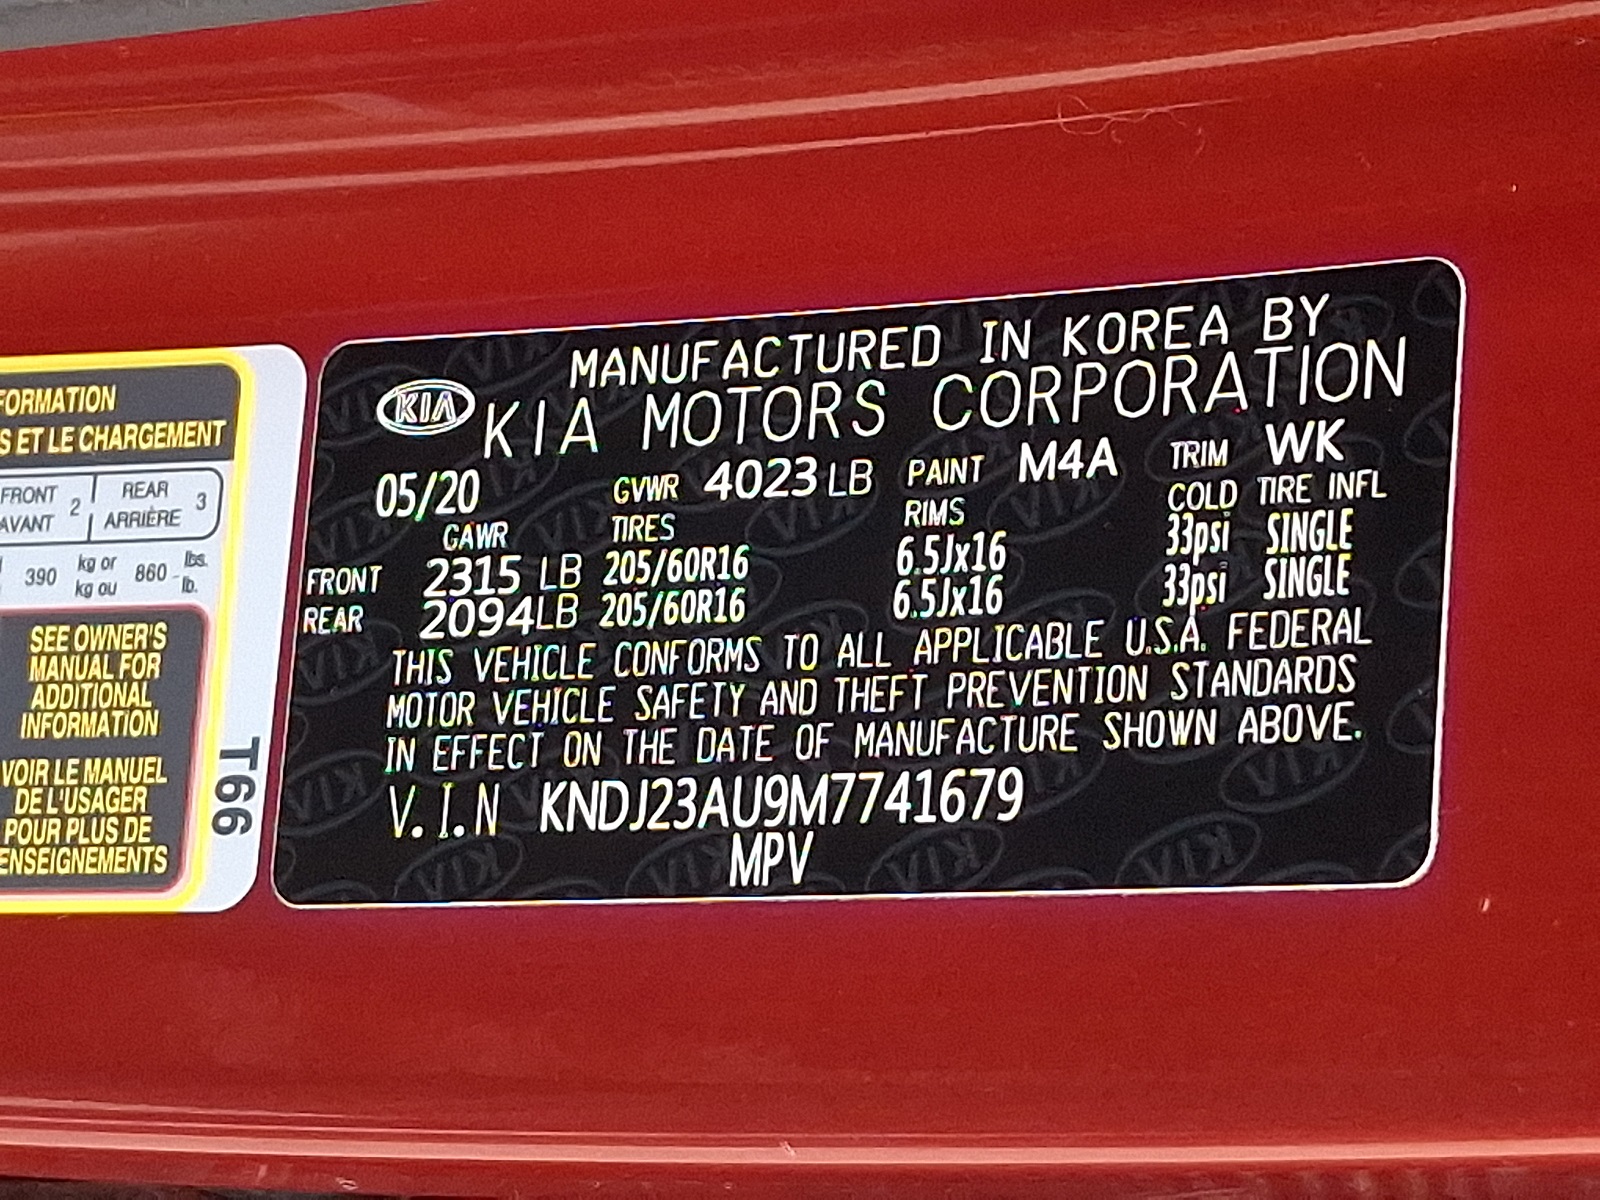 FORMATION
S ET LE CHARGEMENT
FRONT
AVANT 2
REAR
ARRIÈRE 3
390 kg or
kg ou 860 lbs.
lb.
SEE OWNER'S
MANUAL FOR
ADDITIONAL
INFORMATION
VOIR LE MANUEL
DE L'USAGER
POUR PLUS DE
ENSEIGNEMENTS
T66
MANUFACTURED IN KOREA BY
KIA KIA MOTORS CORPORATION
05/20 GVWR 4023 LB PAINT M4A TRIM WK
GAWR TIRES RIMS COLD TIRE INFL
FRONT 2315 LB 205/60R16 6.5Jx16 33psi SINGLE
REAR 2094LB 205/60R16 6.5Jx16 33psi SINGLE
THIS VEHICLE CONFORMS TO ALL APPLICABLE U.S.A. FEDERAL
MOTOR VEHICLE SAFETY AND THEFT PREVENTION STANDARDS
IN EFFECT ON THE DATE OF MANUFACTURE SHOWN ABOVE.
V.I.N KNDJ23AU9M7741679
MPV